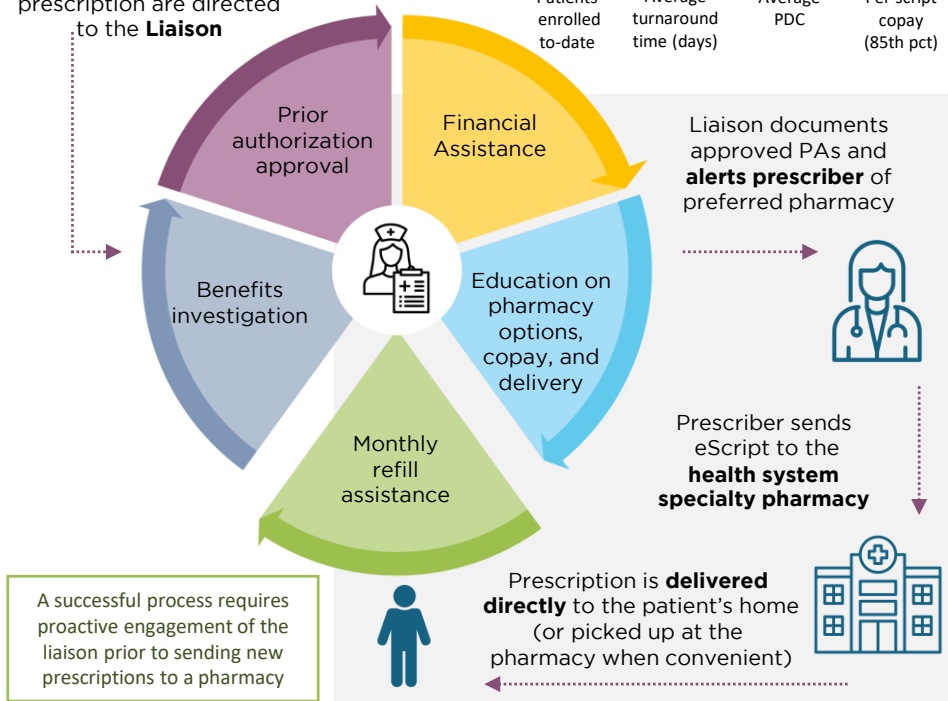 prescription are directed
to the Liaison
Patients
enrolled
to-date
Average
turnaround
time (days)
Average
PDC
Per script
copay
(85th pct)
Prior
authorization
approval
Financial
Assistance
Liaison documents
approved PAs and
alerts prescriber of
preferred pharmacy
Benefits
investigation
Education on
pharmacy
options,
copay, and
delivery
Monthly
refill
assistance
Prescriber sends
eScript to the
health system
specialty pharmacy
A successful process requires
proactive engagement of the
liaison prior to sending new
prescriptions to a pharmacy
Prescription is delivered
directly to the patient's home
(or picked up at the
pharmacy when convenient)